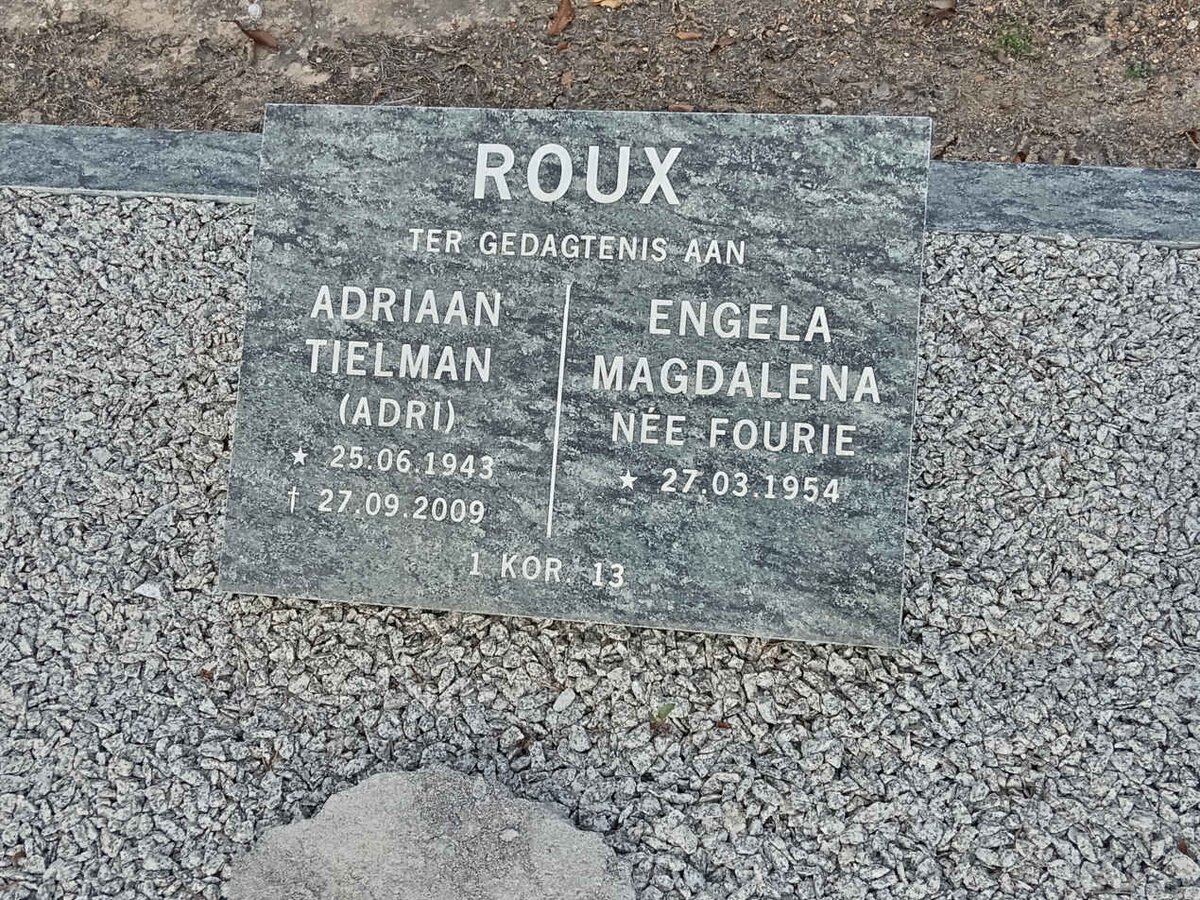 ROUX
TER GEDAGTENIS AAN
ADRIAAN
TIELMAN
(ADRI)
★ 25.06.1943
† 27.09.2009
ENGELA
MAGDALENA
NÉE FOURIE
★ 27.03.1954
1 KOR. 13